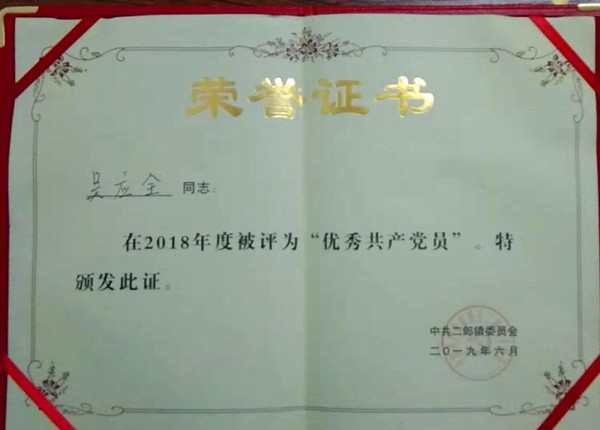 荣誉证书
吴应全 同志：
在2018年度被评为“优秀共产党员”。特
颁发此证。
中共二郎镇委员会
二〇一九年六月